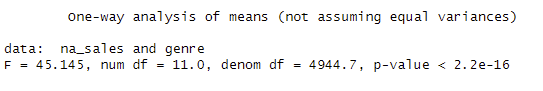 One-way analysis of means (not assuming equal variances)
data:  na_sales and genre
F = 45.145, num df = 11.0, denom df = 4944.7, p-value < 2.2e-16